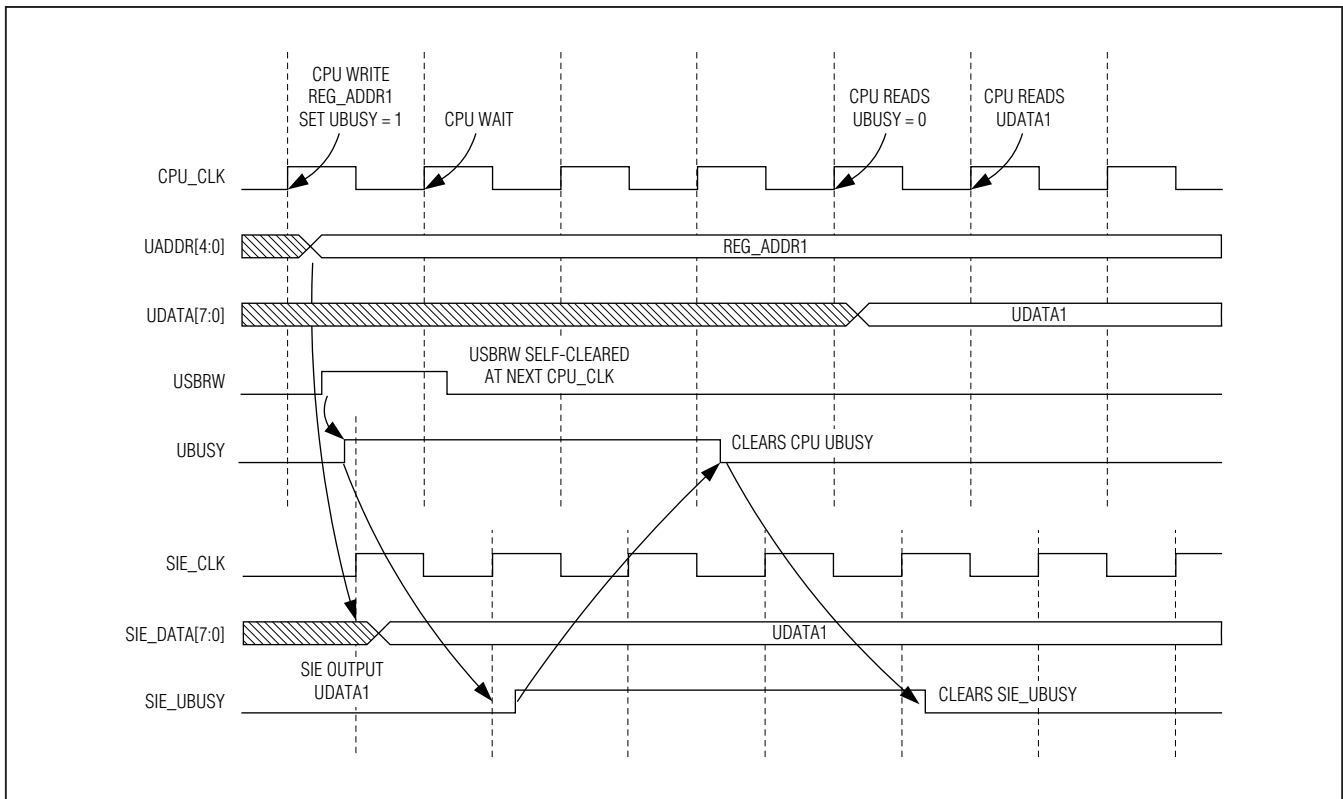 CPU WRITE
REG_ADDR1
SET UBUSY = 1
CPU WAIT
CPU READS
UBUSY = 0
CPU READS
UDATA1
CPU_CLK
UADDR[4:0]
REG_ADDR1
UDATA[7:0]
UDATA1
USBRW
USBRW SELF-CLEARED
AT NEXT CPU_CLK
UBUSY
CLEARS CPU UBUSY
SIE_CLK
SIE_DATA[7:0]
UDATA1
SIE OUTPUT
UDATA1
SIE_UBUSY
CLEARS SIE_UBUSY